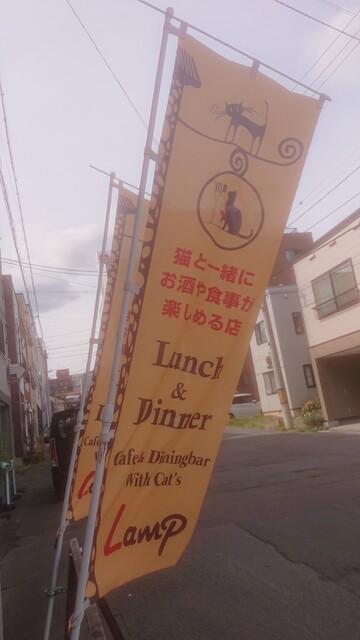 猫と一緒に
お酒や食事が
楽しめる店
Lunch
&
Dinner
Cafe & Diningbar
With Cat's
Lamp